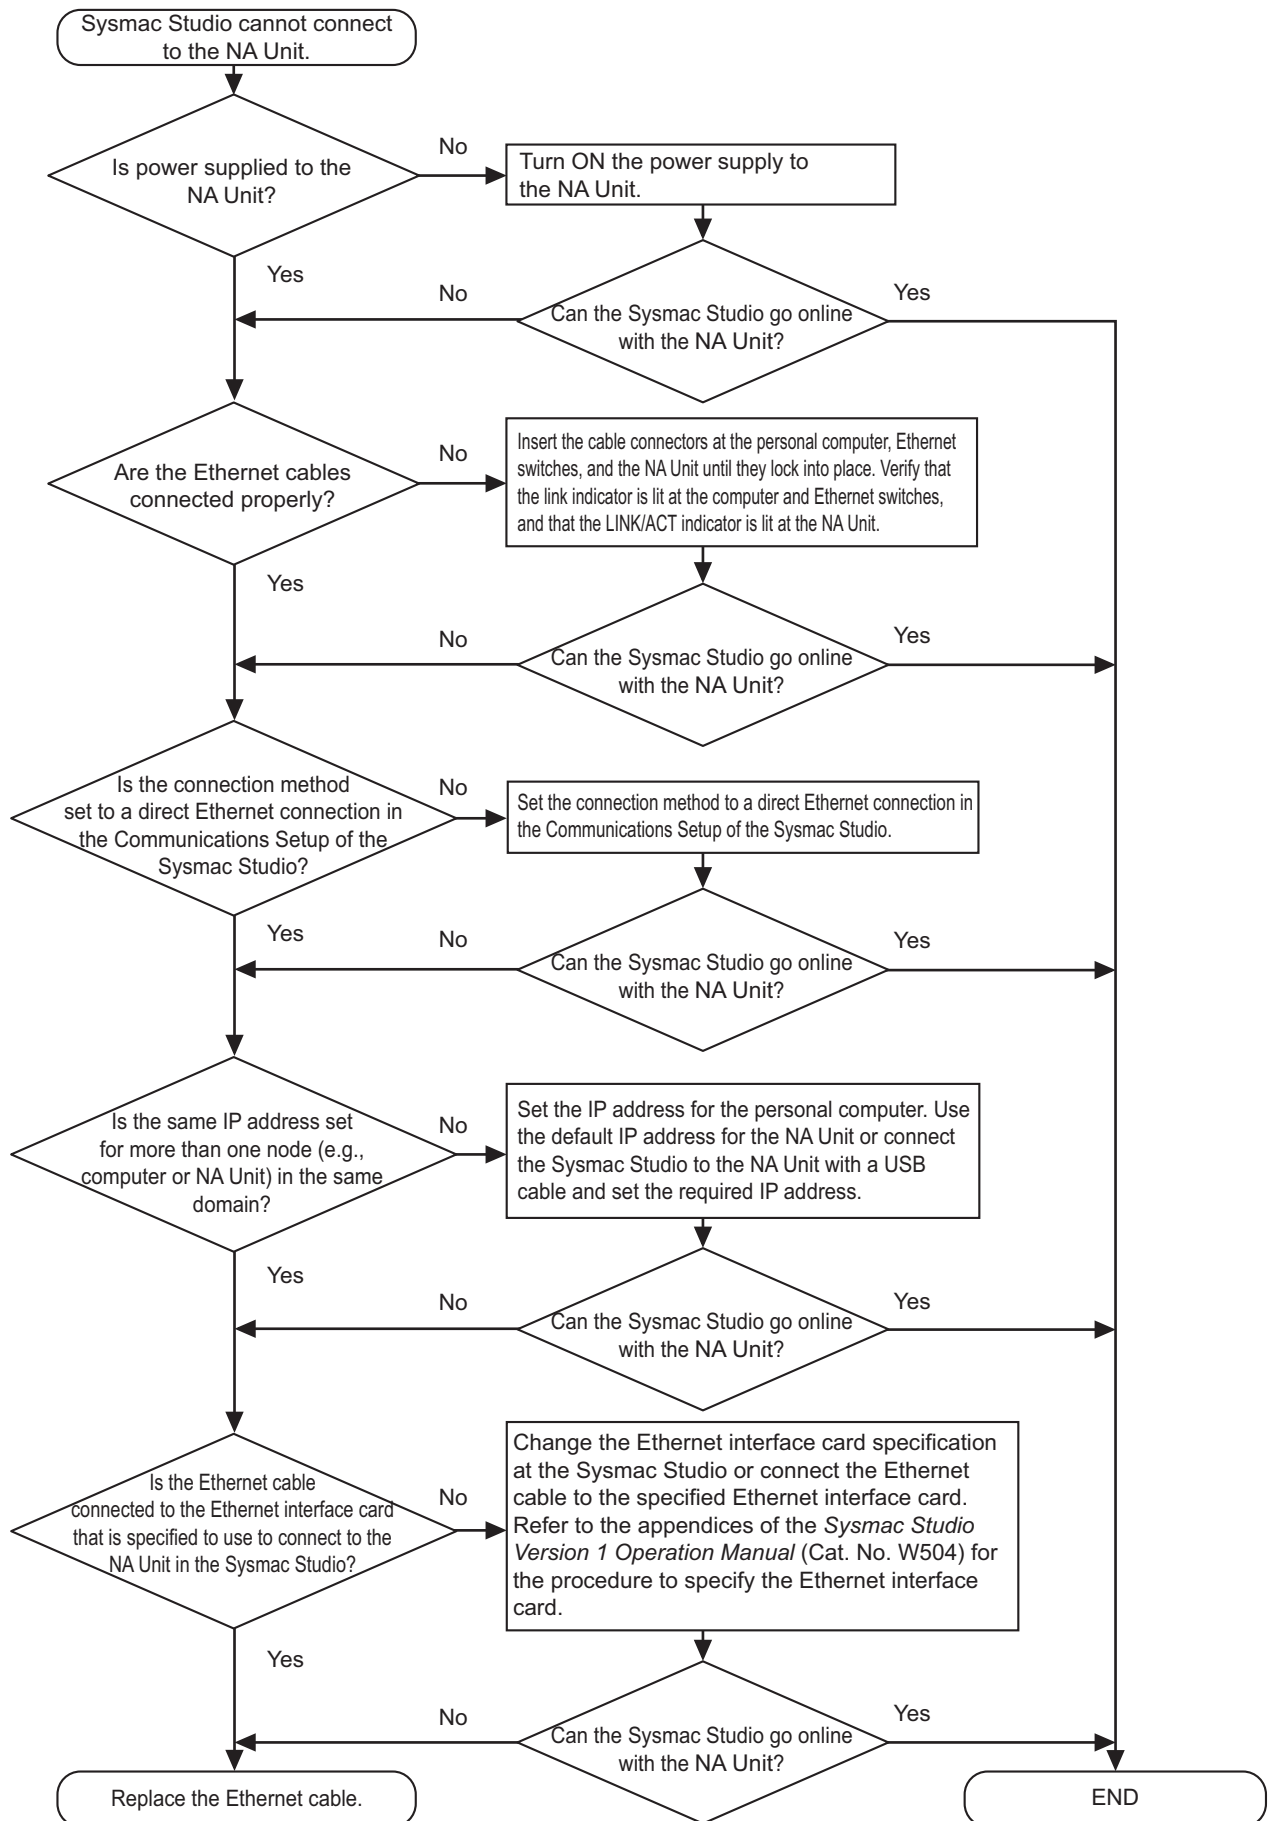 Sysmac Studio cannot connect
to the NA Unit.
Is power supplied to the
NA Unit?
No
Turn ON the power supply to
the NA Unit.
Yes
No
Can the Sysmac Studio go online
with the NA Unit?
Yes
Are the Ethernet cables
connected properly?
No
Insert the cable connectors at the personal computer, Ethernet
switches, and the NA Unit until they lock into place. Verify that
the link indicator is lit at the computer and Ethernet switches,
and that the LINK/ACT indicator is lit at the NA Unit.
Yes
No
Can the Sysmac Studio go online
with the NA Unit?
Yes
Is the connection method
set to a direct Ethernet connection in
the Communications Setup of the
Sysmac Studio?
No
Set the connection method to a direct Ethernet connection in
the Communications Setup of the Sysmac Studio.
Yes
No
Can the Sysmac Studio go online
with the NA Unit?
Yes
Is the same IP address set
for more than one node (e.g.,
computer or NA Unit) in the same
domain?
No
Set the IP address for the personal computer. Use
the default IP address for the NA Unit or connect
the Sysmac Studio to the NA Unit with a USB
cable and set the required IP address.
Yes
No
Can the Sysmac Studio go online
with the NA Unit?
Yes
Is the Ethernet cable
connected to the Ethernet interface card
that is specified to use to connect to the
NA Unit in the Sysmac Studio?
No
Change the Ethernet interface card specification
at the Sysmac Studio or connect the Ethernet
cable to the specified Ethernet interface card.
Refer to the appendices of the Sysmac Studio
Version 1 Operation Manual (Cat. No. W504) for
the procedure to specify the Ethernet interface
card.
Yes
No
Can the Sysmac Studio go online
with the NA Unit?
Yes
Replace the Ethernet cable.
END